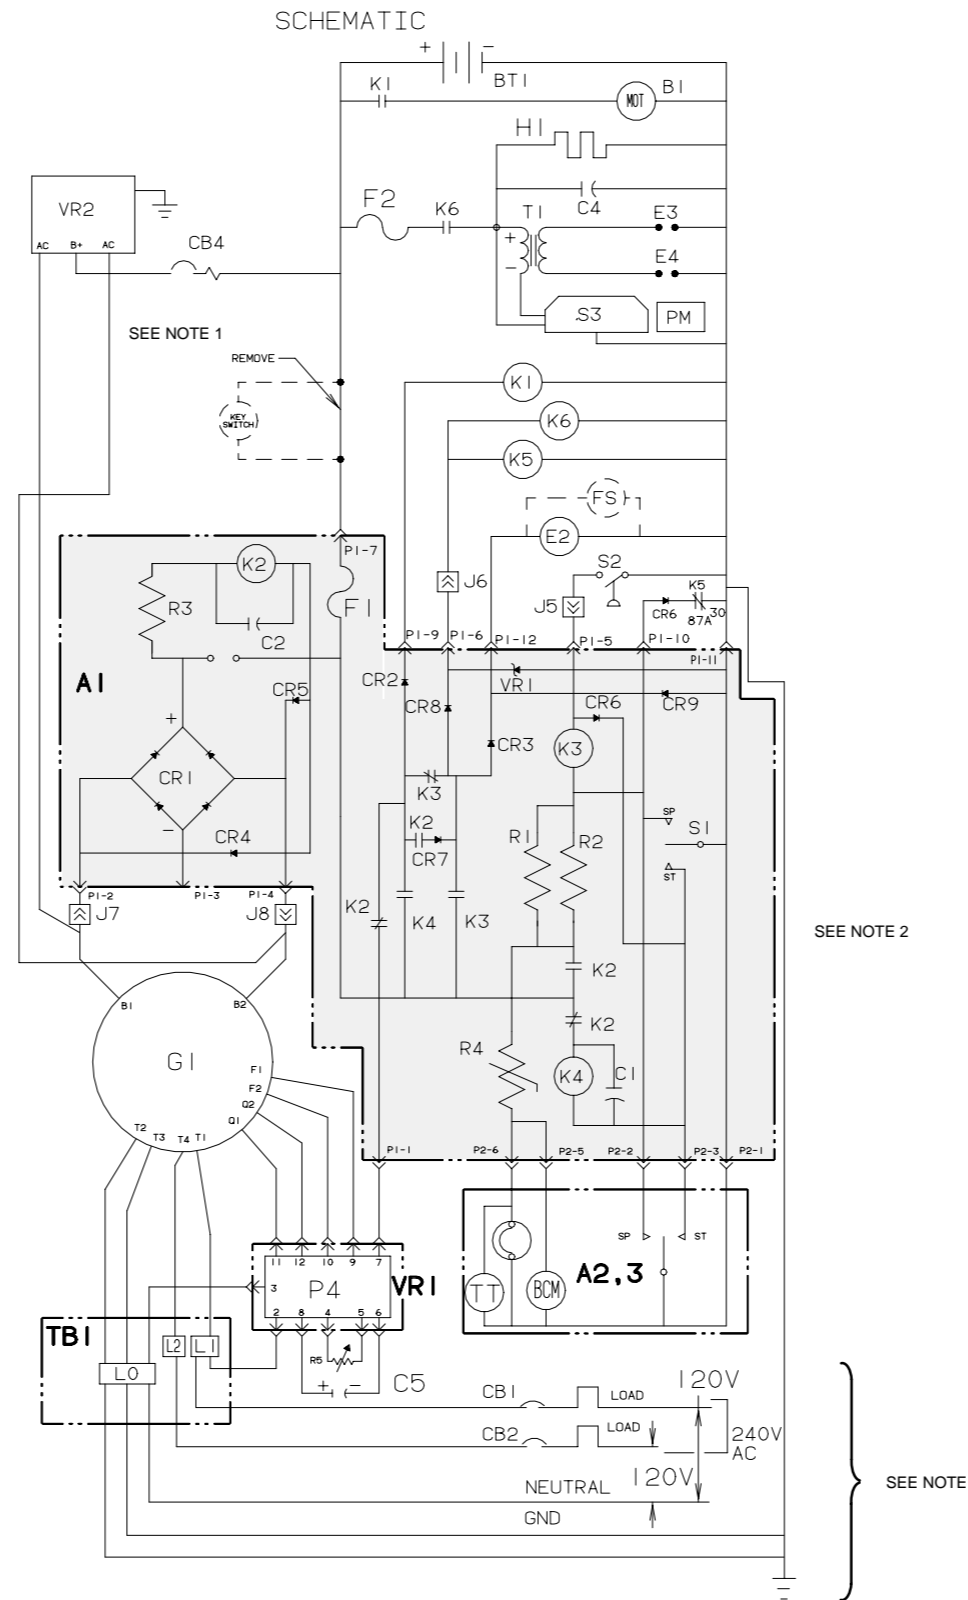 SCHEMATIC
+ -
BT1
K1
MOT
B1
H1
C4
VR2
AC B+ AC
CB4
F2
K6
T1
+
-
E3
E4
S3
PM
SEE NOTE 1
REMOVE
KEY
SWITCH
K1
K6
K5
FS
E2
S2
J6
J5
K5
CR6
87A
30
P1-7
K2
R3
C2
F1
P1-9
P1-6
P1-12
P1-5
P1-10
P1-11
A1
CR5
CR2
VR1
CR8
CR6
CR9
CR3
K3
+
CR1
-
K3
K2
CR7
R1
R2
SP
S1
ST
CR4
P1-2
P1-3
P1-4
J7
J8
K2
K4
K3
SEE NOTE 2
K2
K2
B1
B2
G1
F1
F2
Q2
Q1
T2
T3
T4
T1
R4
K4
C1
P1-1
P2-6
P2-5
P2-2
P2-3
P2-1
SP
ST
TT
BCM
A2,3
11 12 10 9 7
3
P4
VR1
2 8 4 5 6
R5
+ -
C5
TB1
L2
L1
L0
CB1
LOAD
120V
CB2
LOAD
240V
AC
120V
NEUTRAL
GND
SEE NOTE